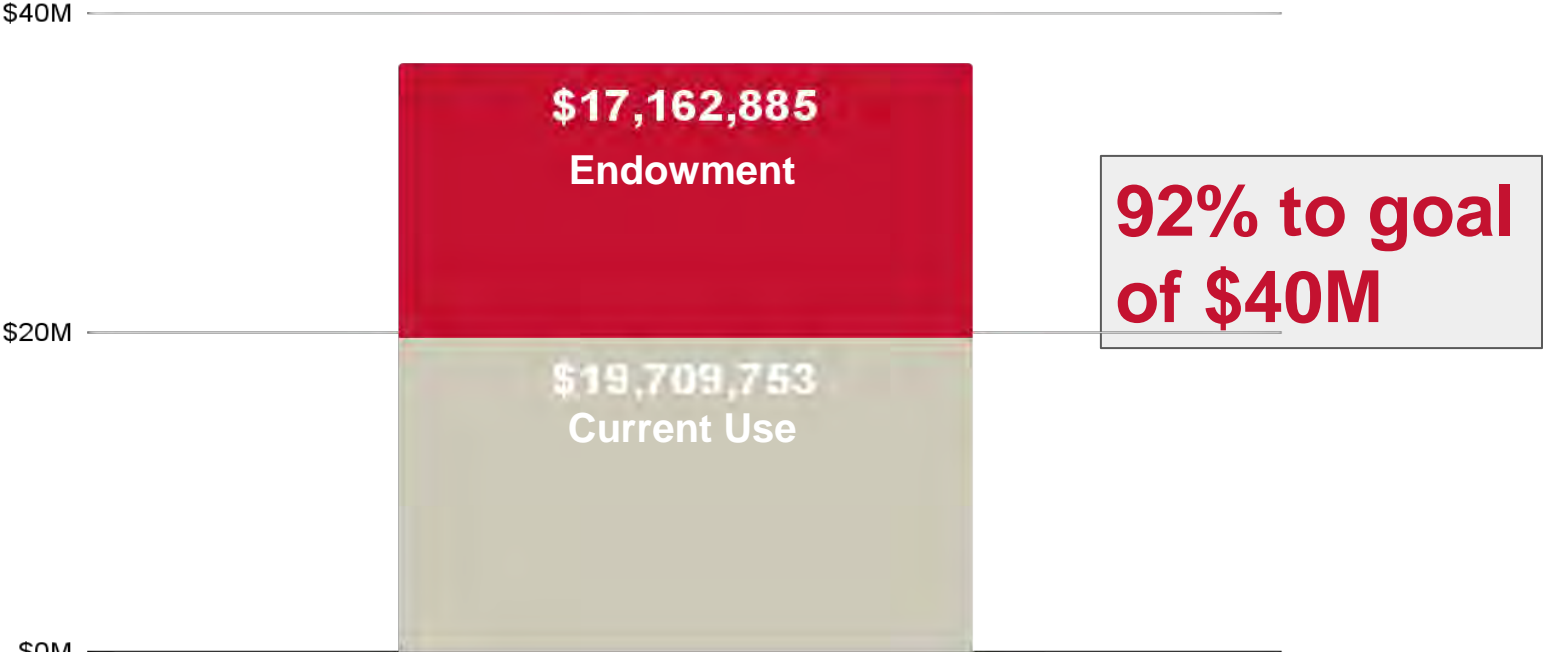 $40M
$17,162,885
Endowment
92% to goal
of $40M
$20M
$19,709,753
Current Use
$0M